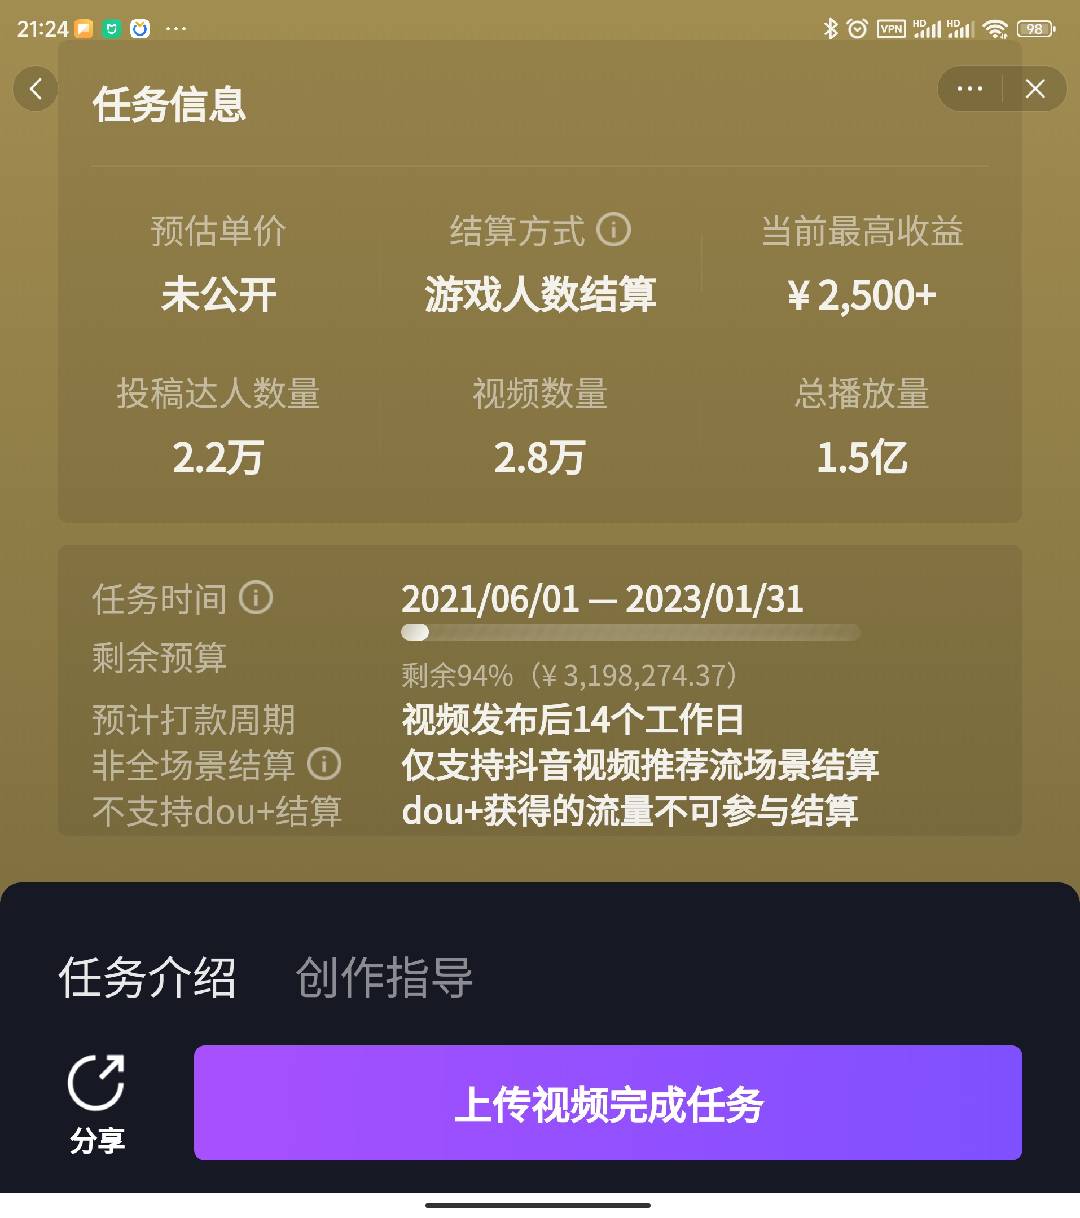 21:24
VPN HD HD 98
任务信息
预估单价 结算方式 当前最高收益
未公开 游戏人数结算 ¥ 2,500+
投稿达人数量 视频数量 总播放量
2.2万 2.8万 1.5亿
任务时间 2021/06/01 — 2023/01/31
剩余预算
剩余94%（¥ 3,198,274.37）
预计打款周期 视频发布后14个工作日
非全场景结算 仅支持抖音视频推荐流场景结算
不支持dou+结算 dou+获得的流量不可参与结算
任务介绍 创作指导
上传视频完成任务
分享